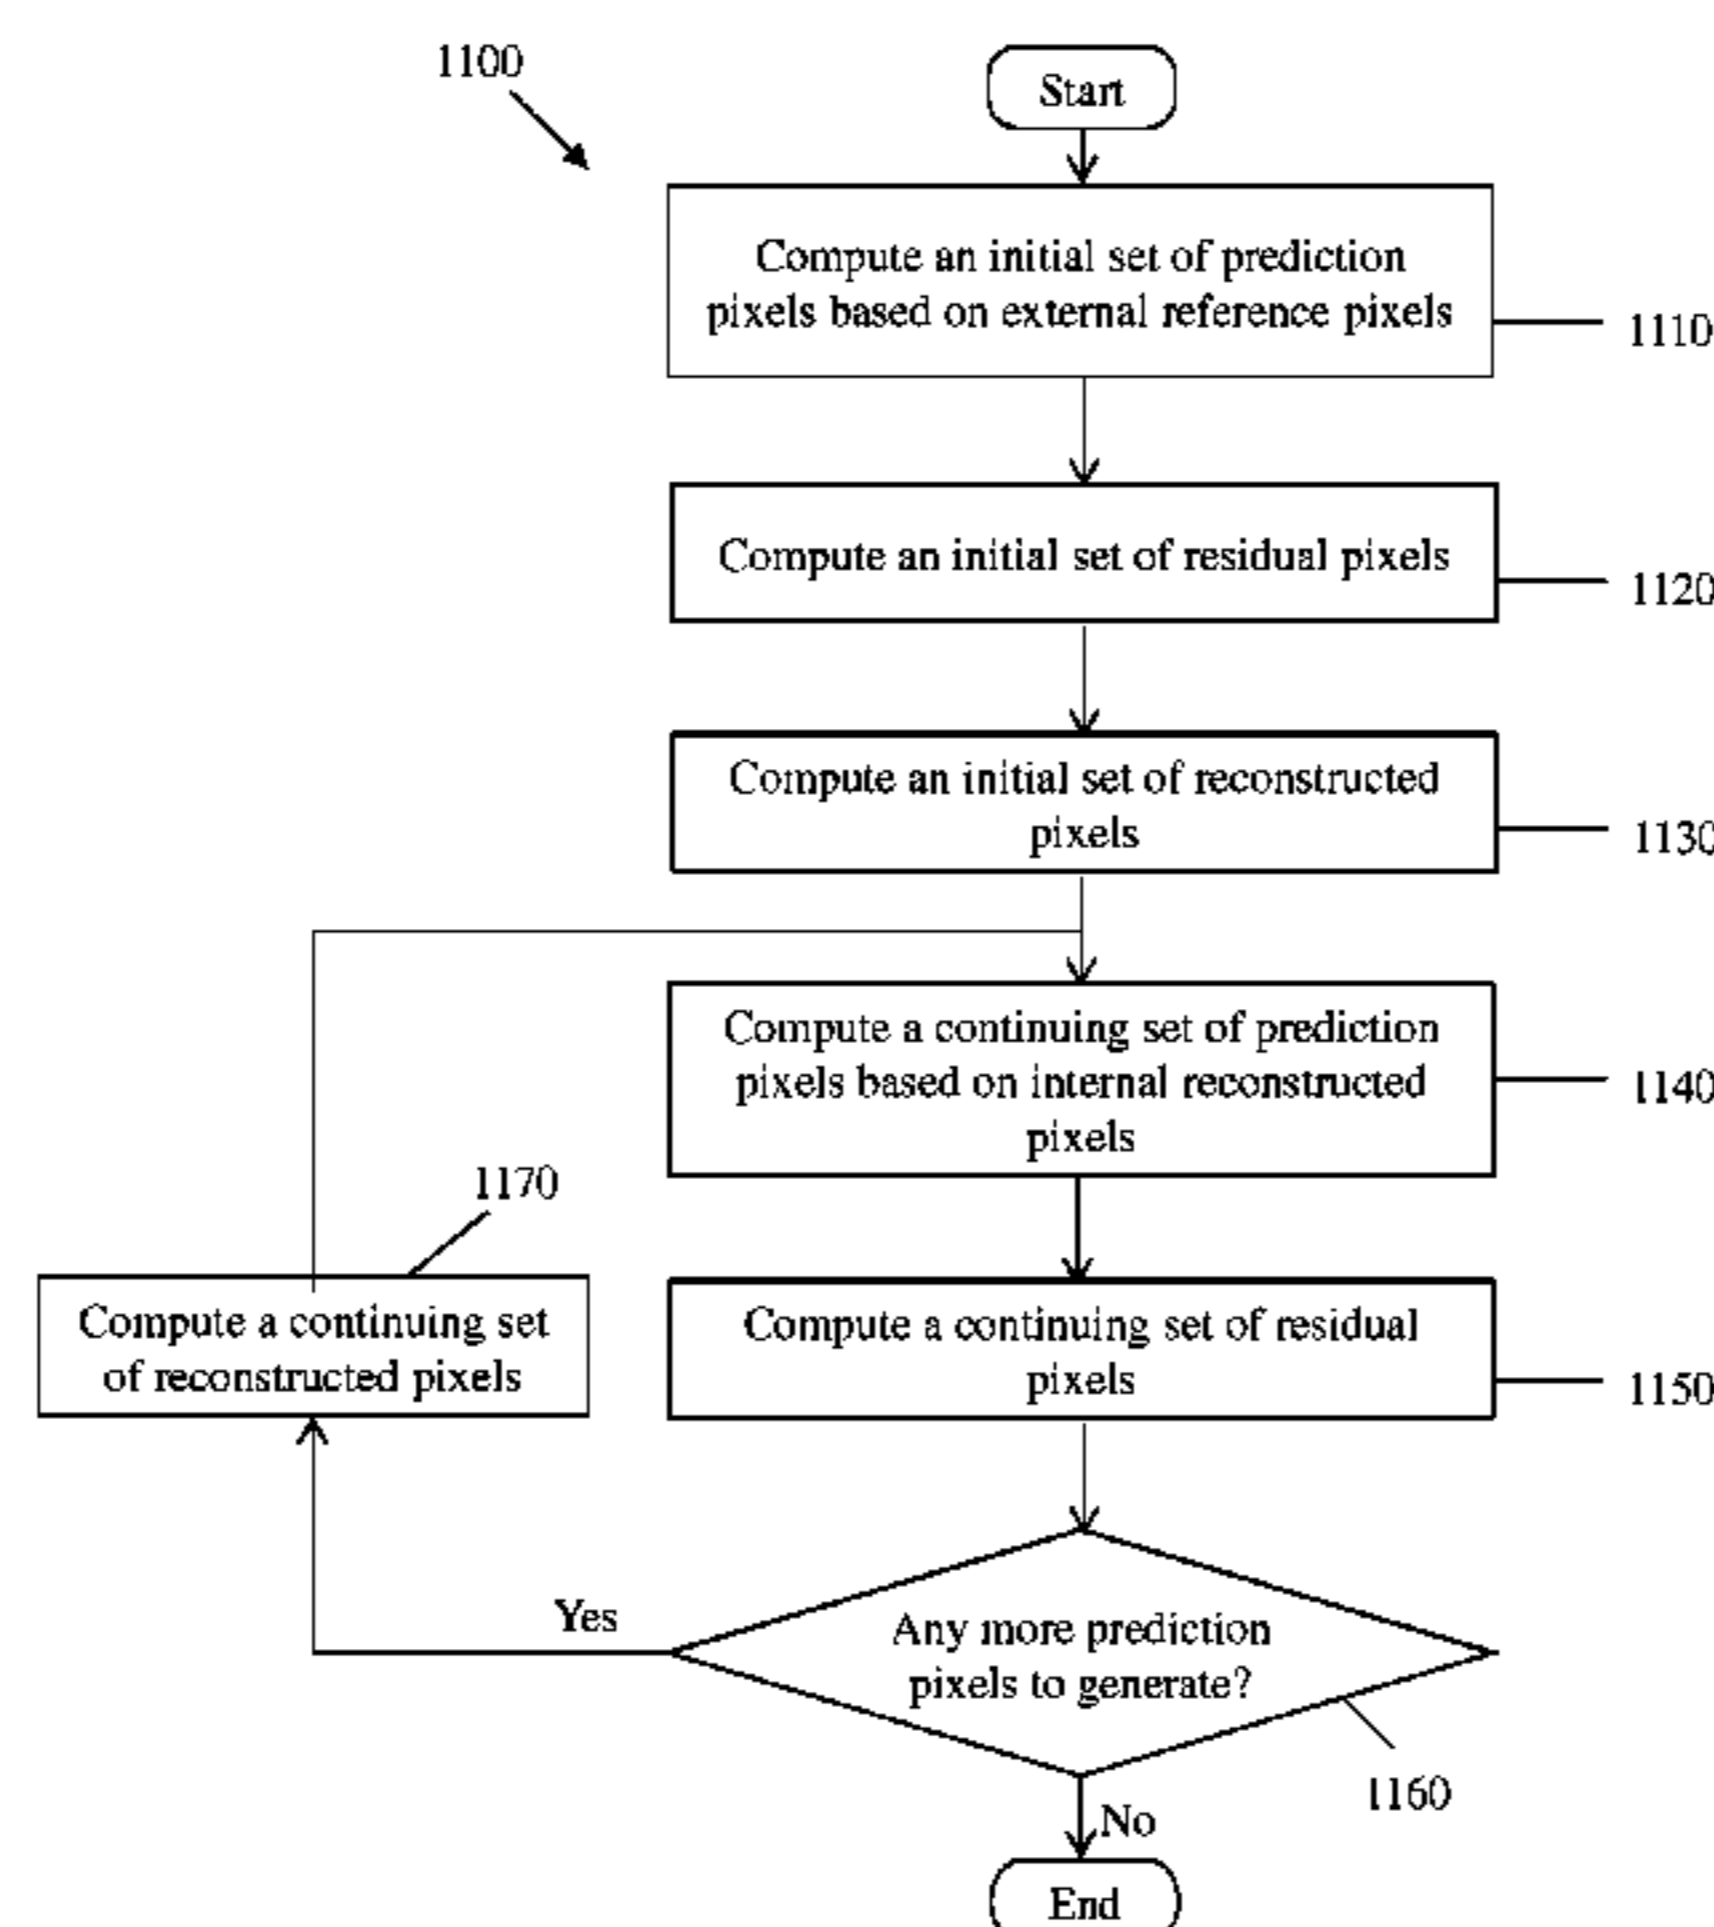 1100
Start
Compute an initial set of prediction
pixels based on external reference pixels
1110
Compute an initial set of residual pixels
1120
Compute an initial set of reconstructed
pixels
1130
Compute a continuing set of prediction
pixels based on internal reconstructed
pixels
1140
1170
Compute a continuing set
of reconstructed pixels
Compute a continuing set of residual
pixels
1150
Yes
Any more prediction
pixels to generate?
1160
No
End